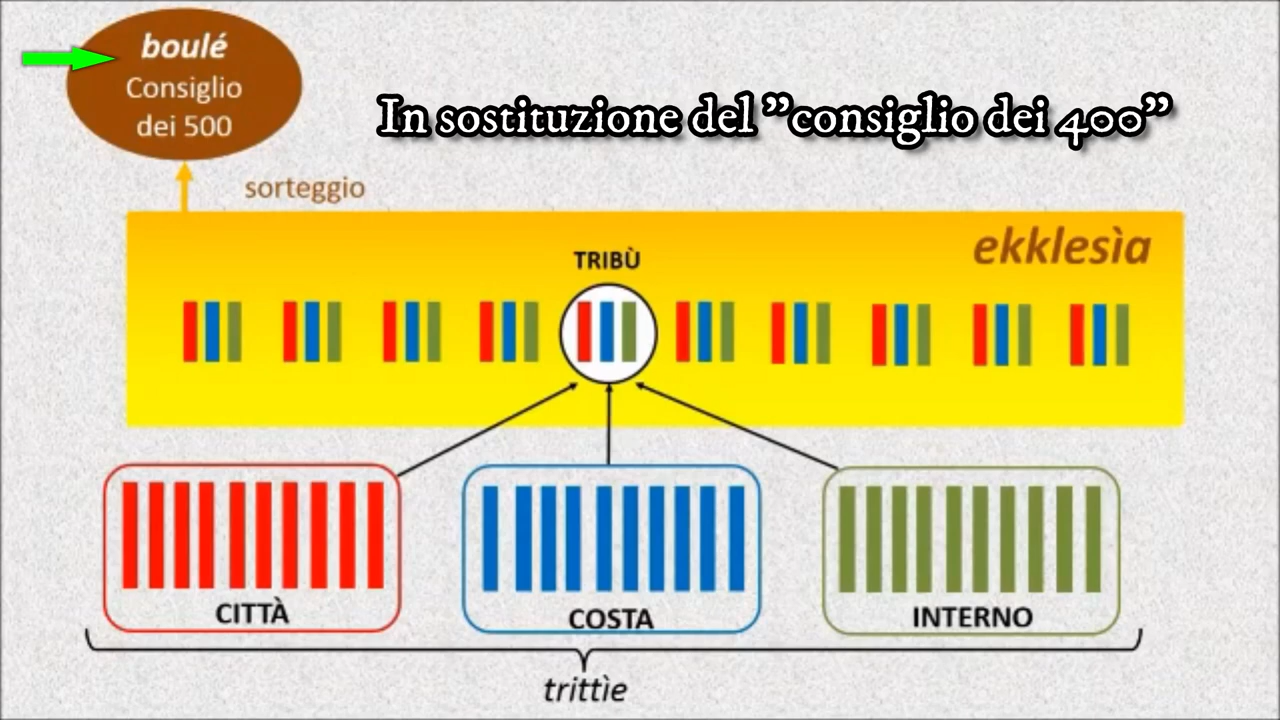 boulé
Consiglio
dei 500
In sostituzione del "consiglio dei 400"
sorteggio
ekklesìa
TRIBÙ
CITTÀ
COSTA
INTERNO
trittìe